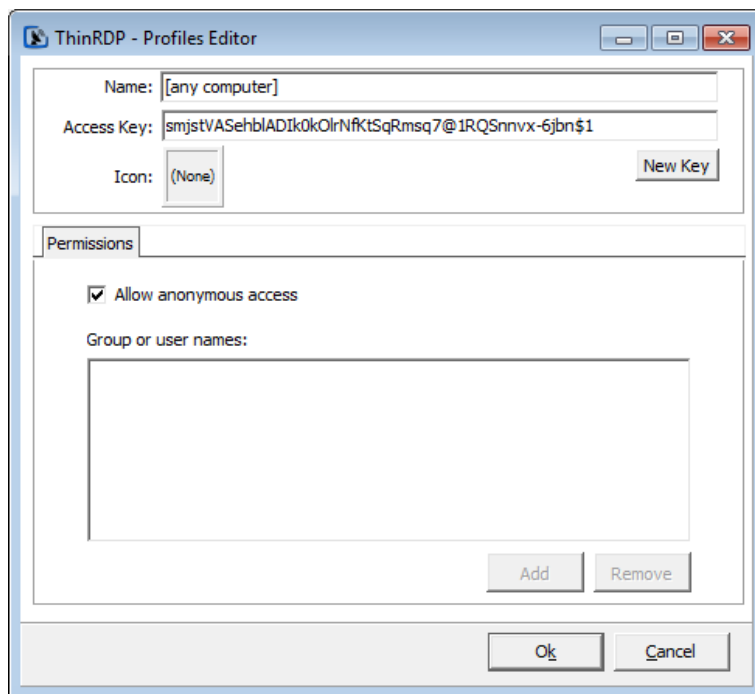 ThinRDP - Profiles Editor
Name: [any computer]
Access Key: smjstVASehblADIk0kOlrNfKtSqRmsq7@1RQSnnvx-6jbn$1
Icon: (None)
New Key
Permissions
Allow anonymous access
Group or user names:
Add Remove
Ok Cancel